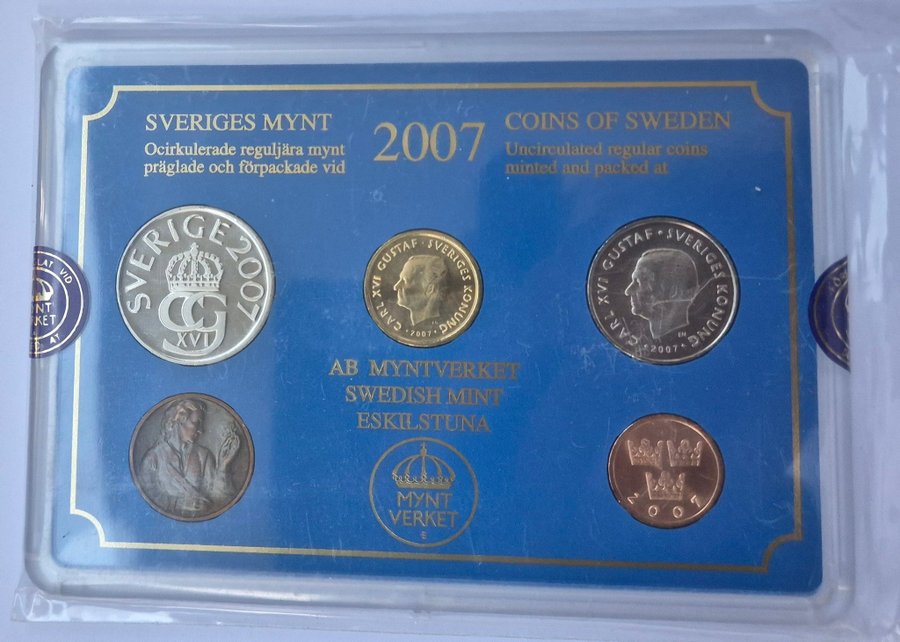 SVERIGES MYNT
Ocirkulerade reguljära mynt
präglade och förpackade vid
2007
COINS OF SWEDEN
Uncirculated regular coins
minted and packed at
SVERIGE 2007
XVI
CARL XVI GUSTAF · SVERIGES KONUNG
· 2007 ·
CARL XVI GUSTAF · SVERIGES KONUNG
2007
AB MYNTVERKET
SWEDISH MINT
ESKILSTUNA
MYNT
VERKET
2007
VID
VERKET